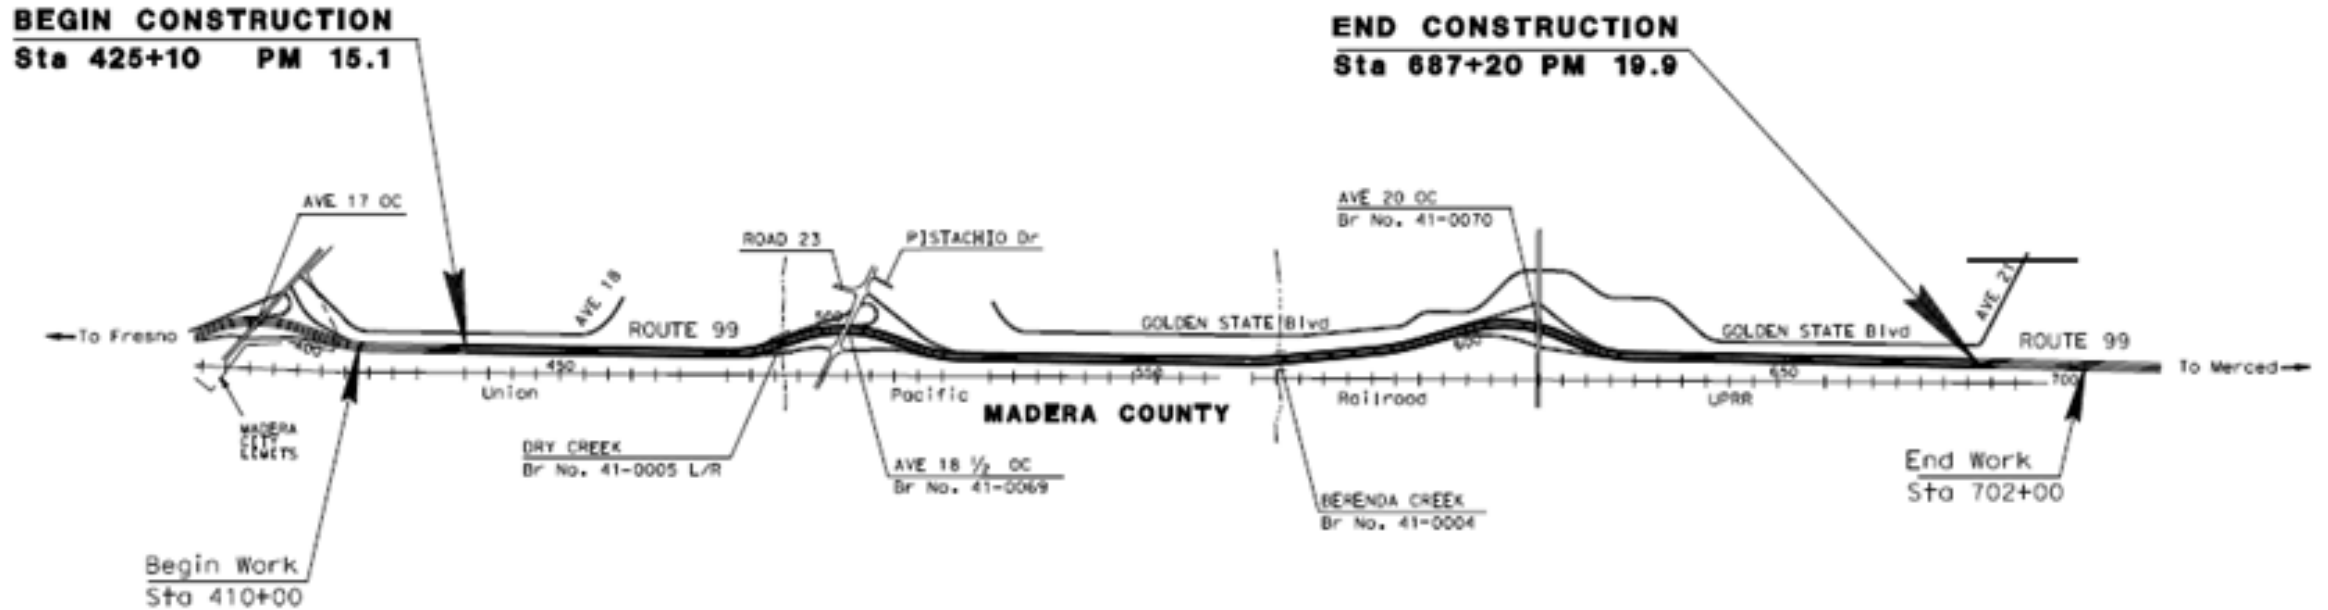 BEGIN CONSTRUCTION
Sta 425+10 PM 15.1
END CONSTRUCTION
Sta 687+20 PM 19.9
AVE 17 OC
AVE 18
ROUTE 99
ROAD 23
PISTACHIO Dr
AVE 20 OC
Br No. 41-0070
GOLDEN STATE Blvd
GOLDEN STATE Blvd
AVE 21
ROUTE 99
To Fresno
To Merced
400
450
500
550
600
650
700
Union
Pacific
Railroad
UPRR
MADERA COUNTY
MADERA
CITY
DRY CREEK
Br No. 41-0005 L/R
AVE 18 ½ OC
Br No. 41-0069
BERENDA CREEK
Br No. 41-0004
End Work
Sta 702+00
Begin Work
Sta 410+00